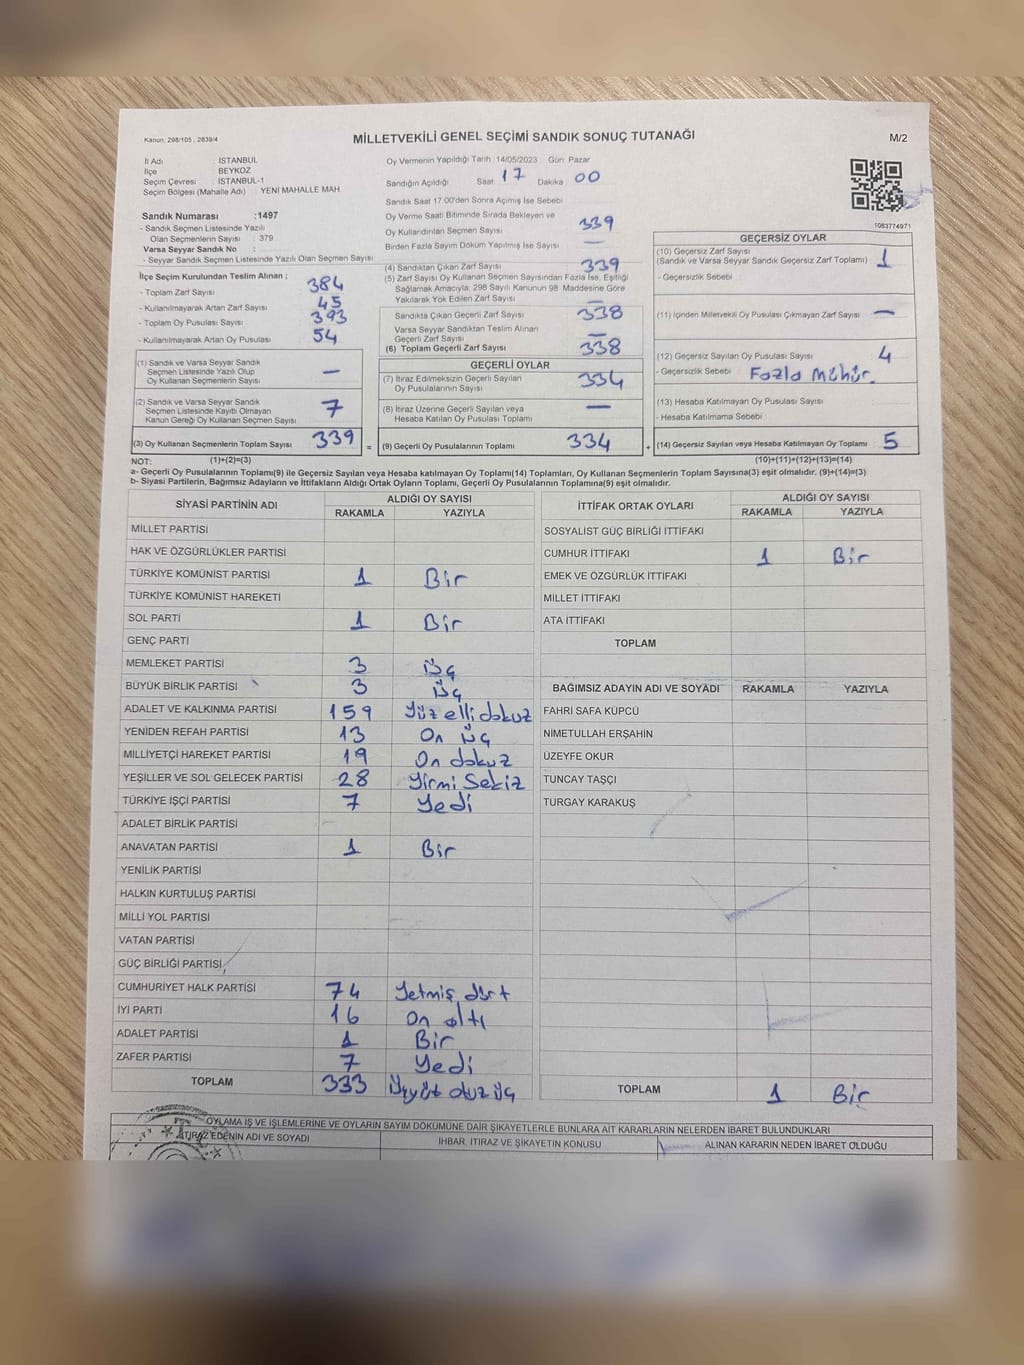 Kanun: 298/105 , 2839/4
MİLLETVEKİLİ GENEL SEÇİMİ SANDIK SONUÇ TUTANAĞI
M/2
İl Adı : İSTANBUL
İlçe : BEYKOZ
Seçim Çevresi : İSTANBUL-1
Seçim Bölgesi (Mahalle Adı) : YENİ MAHALLE MAH
Sandık Numarası : 1497
- Sandık Seçmen Listesinde Yazılı
Olan Seçmenlerin Sayısı : 379
Varsa Seyyar Sandık No :
- Seyyar Sandık Seçmen Listesinde Yazılı Olan Seçmen Sayısı :
İlçe Seçim Kurulundan Teslim Alınan ;
- Toplam Zarf Sayısı 384
- Kullanılmayarak Artan Zarf Sayısı 45
- Toplam Oy Pusulası Sayısı 393
- Kullanılmayarak Artan Oy Pusulası 54
(1) Sandık ve Varsa Seyyar Sandık
Seçmen Listesinde Yazılı Olup
Oy Kullanan Seçmenlerin Sayısı —
(2) Sandık ve Varsa Seyyar Sandık
Seçmen Listesinde Kayıtlı Olmayan
Kanun Gereği Oy Kullanan Seçmen Sayısı 7
(3) Oy Kullanan Seçmenlerin Toplam Sayısı 339 =
(1)+(2)=(3)
Oy Vermenin Yapıldığı Tarih :14/05/2023 Gün: Pazar
Sandığın Açıldığı Saat 17 Dakika 00
Sandık Saat 17:00'den Sonra Açılmış İse Sebebi
Oy Verme Saati Bitiminde Sırada Bekleyen ve
Oy Kullandırılan Seçmen Sayısı 339
Birden Fazla Sayım Döküm Yapılmış İse Sayısı —
(4) Sandıktan Çıkan Zarf Sayısı 339
(5) Zarf Sayısı Oy Kullanan Seçmen Sayısından Fazla İse, Eşitliği
Sağlamak Amacıyla, 298 Sayılı Kanunun 98. Maddesine Göre
Yakılarak Yok Edilen Zarf Sayısı —
Sandıkta Çıkan Geçerli Zarf Sayısı 338
Varsa Seyyar Sandıktan Teslim Alınan
Geçerli Zarf Sayısı —
(6) Toplam Geçerli Zarf Sayısı 338
GEÇERLİ OYLAR
(7) İtiraz Edilmeksizin Geçerli Sayılan
Oy Pusulalarının Sayısı 334
(8) İtiraz Üzerine Geçerli Sayılan veya
Hesaba Katılan Oy Pusulası Toplamı —
(9) Geçerli Oy Pusulalarının Toplamı 334 +
1083774971
GEÇERSİZ OYLAR
(10) Geçersiz Zarf Sayısı
(Sandık ve Varsa Seyyar Sandık Geçersiz Zarf Toplamı) 1
- Geçersizlik Sebebi :
(11) İçinden Milletvekili Oy Pusulası Çıkmayan Zarf Sayısı —
(12) Geçersiz Sayılan Oy Pusulası Sayısı 4
- Geçersizlik Sebebi : Fazla Mühür.
(13) Hesaba Katılmayan Oy Pusulası Sayısı
- Hesaba Katılmama Sebebi :
(14) Geçersiz Sayılan veya Hesaba Katılmayan Oy Toplamı 5
(10)+(11)+(12)+(13)=(14)
NOT:
a- Geçerli Oy Pusulalarının Toplamı(9) ile Geçersiz Sayılan veya Hesaba katılmayan Oy Toplamı(14) Toplamları, Oy Kullanan Seçmenlerin Toplam Sayısına(3) eşit olmalıdır. (9)+(14)=(3)
b- Siyasi Partilerin, Bağımsız Adayların ve İttifakların Aldığı Ortak Oyların Toplamı, Geçerli Oy Pusulalarının Toplamına(9) eşit olmalıdır.
SİYASİ PARTİNİN ADI ALDIĞI OY SAYISI
RAKAMLA YAZIYLA
MİLLET PARTİSİ
HAK VE ÖZGÜRLÜKLER PARTİSİ
TÜRKİYE KOMÜNİST PARTİSİ 1 Bir
TÜRKİYE KOMÜNİST HAREKETİ
SOL PARTİ 1 Bir
GENÇ PARTİ
MEMLEKET PARTİSİ 3 Üç
BÜYÜK BİRLİK PARTİSİ 3 Üç
ADALET VE KALKINMA PARTİSİ 159 Yüz elli dokuz
YENİDEN REFAH PARTİSİ 13 On üç
MİLLİYETÇİ HAREKET PARTİSİ 19 On dokuz
YEŞİLLER VE SOL GELECEK PARTİSİ 28 Yirmi Sekiz
TÜRKİYE İŞÇİ PARTİSİ 7 Yedi
ADALET BİRLİK PARTİSİ
ANAVATAN PARTİSİ 1 Bir
YENİLİK PARTİSİ
HALKIN KURTULUŞ PARTİSİ
MİLLİ YOL PARTİSİ
VATAN PARTİSİ
GÜÇ BİRLİĞİ PARTİSİ
CUMHURİYET HALK PARTİSİ 74 Yetmiş dört
İYİ PARTİ 16 On altı
ADALET PARTİSİ 1 Bir
ZAFER PARTİSİ 7 Yedi
TOPLAM 333 Üçyüz otuz üç
İTTİFAK ORTAK OYLARI ALDIĞI OY SAYISI
RAKAMLA YAZIYLA
SOSYALİST GÜÇ BİRLİĞİ İTTİFAKI
CUMHUR İTTİFAKI 1 Bir
EMEK VE ÖZGÜRLÜK İTTİFAKI
MİLLET İTTİFAKI
ATA İTTİFAKI
TOPLAM
BAĞIMSIZ ADAYIN ADI VE SOYADI RAKAMLA YAZIYLA
FAHRİ SAFA KÜPCÜ
NİMETULLAH ERŞAHİN
ÜZEYFE OKUR
TUNCAY TAŞÇI
TURGAY KARAKUŞ
TOPLAM 1 Bir
OYLAMA İŞ VE İŞLEMLERİNE VE OYLARIN SAYIM DÖKÜMÜNE DAİR ŞİKAYETLERLE BUNLARA AİT KARARLARIN NELERDEN İBARET BULUNDUKLARI
İTİRAZ EDENİN ADI VE SOYADI İHBAR, İTİRAZ VE ŞİKAYETİN KONUSU ALINAN KARARIN NEDEN İBARET OLDUĞU